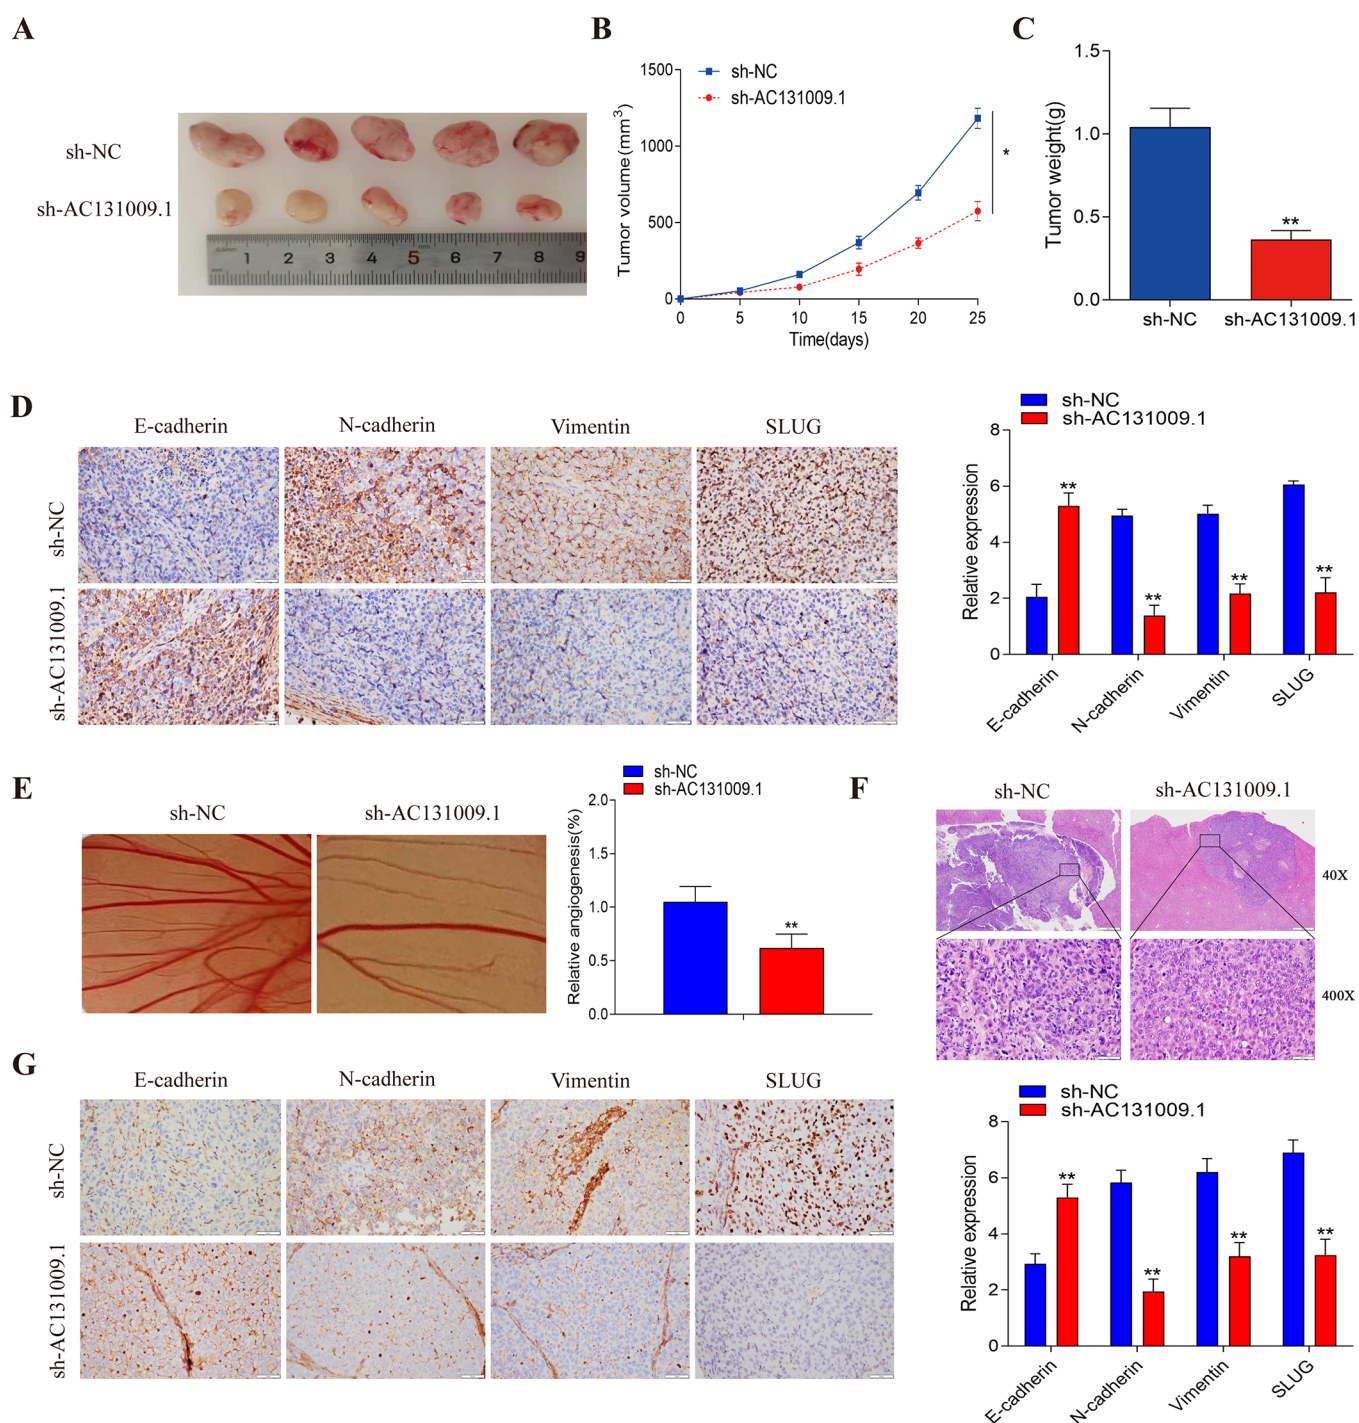 A
sh-NC
sh-AC131009.1
0.5mm
mm
mm
1 2 3 4 5 6 7 8 9
B
sh-NC
sh-AC131009.1
Tumor volume(mm³)
1500
1000
500
0
*
0 5 10 15 20 25
Time(days)
C
Tumor weight(g)
1.5
1.0
0.5
0.0
**
sh-NC sh-AC131009.1
D
E-cadherin N-cadherin Vimentin SLUG
sh-NC
sh-AC131009.1
sh-NC
sh-AC131009.1
Relative expression
8
6
4
2
0
** ** ** **
E-cadherin N-cadherin Vimentin SLUG
E
sh-NC sh-AC131009.1
sh-NC
sh-AC131009.1
Relative angiogenesis(%)
2.0
1.5
1.0
0.5
0.0
**
F
sh-NC sh-AC131009.1
40X
400X
G
E-cadherin N-cadherin Vimentin SLUG
sh-NC
sh-AC131009.1
sh-NC
sh-AC131009.1
Relative expression
8
6
4
2
0
** ** ** **
E-cadherin N-cadherin Vimentin SLUG